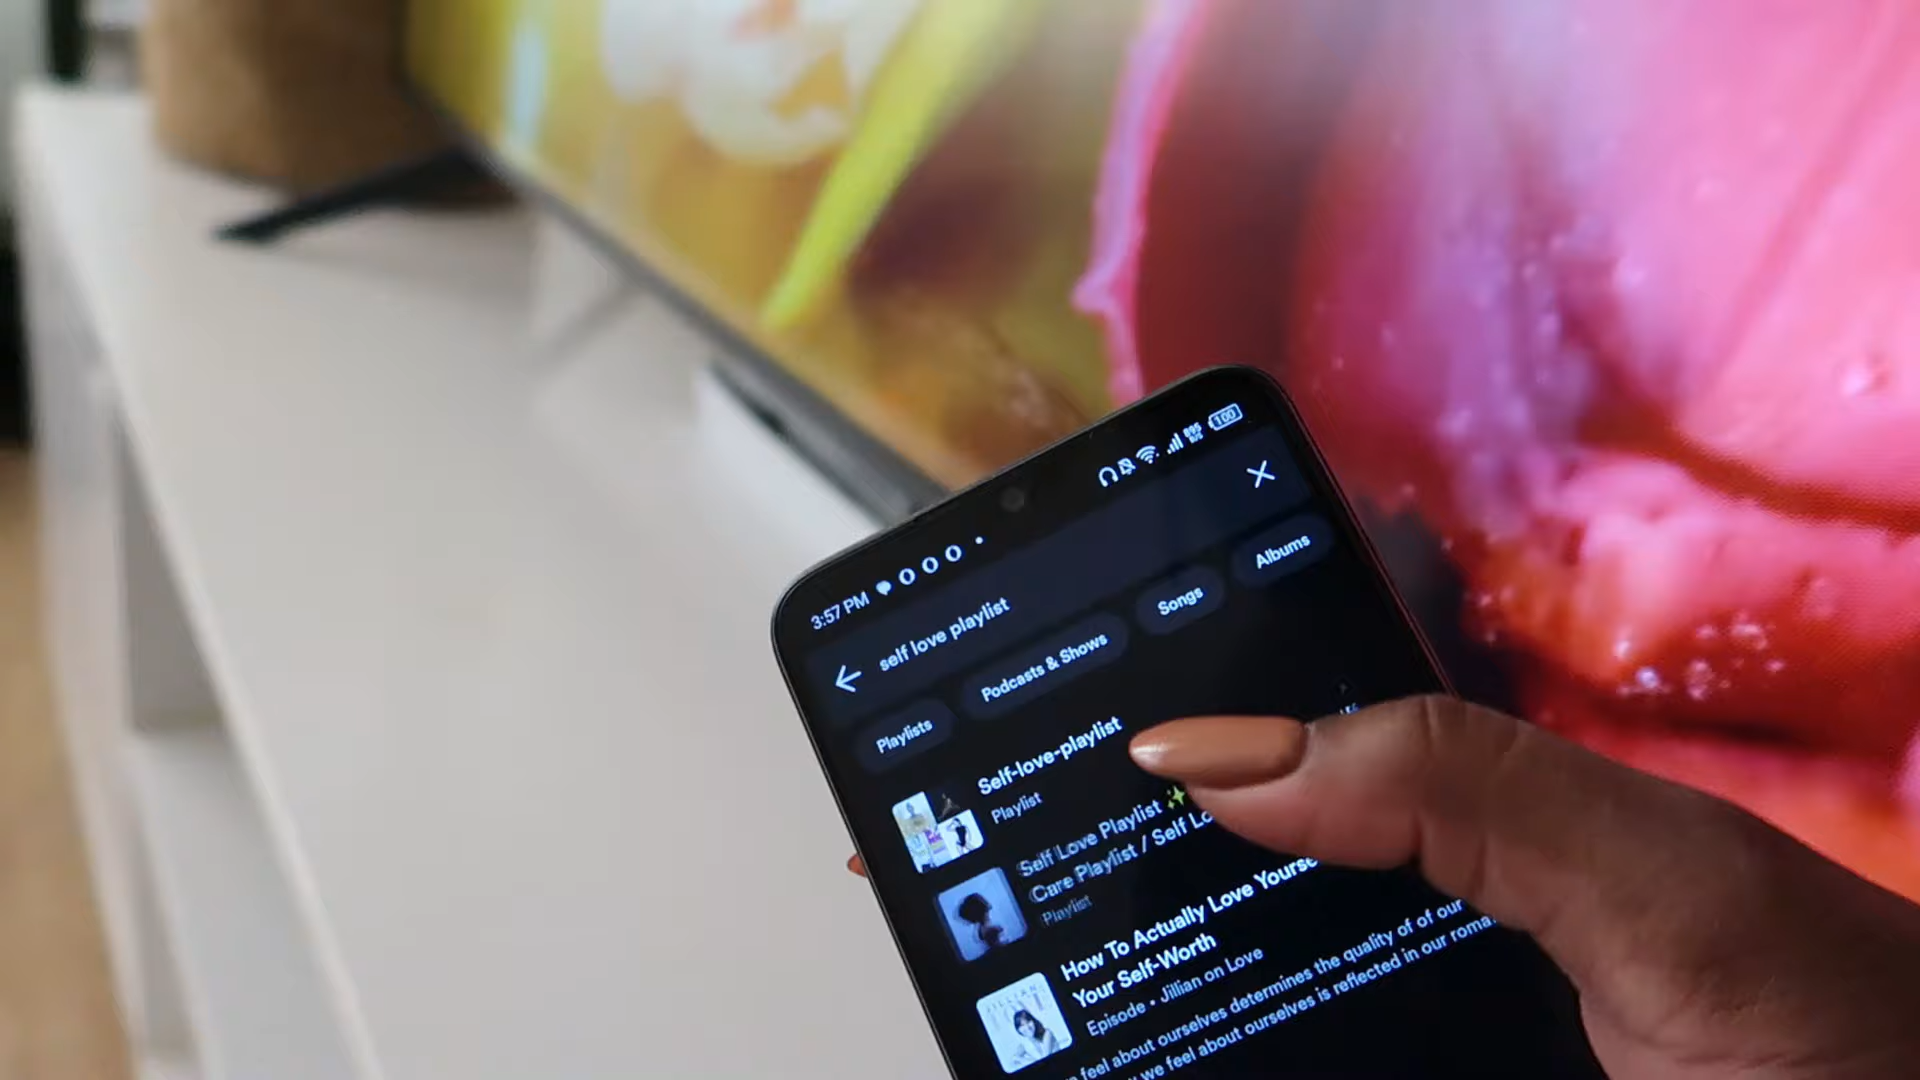 3:57 PM
100
self love playlist
Playlists
Podcasts & Shows
Songs
Albums
Self-love-playlist
Playlist
Self Love Playlist ✨
Care Playlist / Self Lo
Playlist
How To Actually Love Yourse
Your Self-Worth
Episode • Jillian on Love
feel about ourselves determines the quality of of our
we feel about ourselves is reflected in our roma
JILLIAN